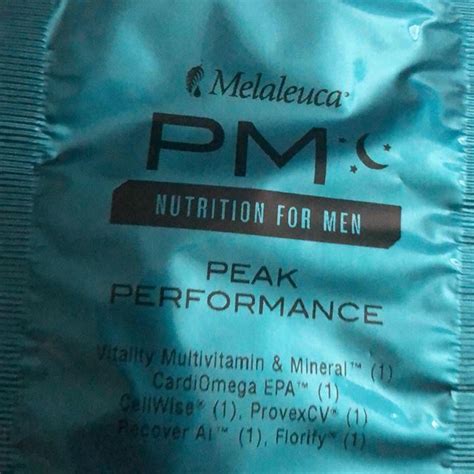 Melaleuca®
PM
NUTRITION FOR MEN
PEAK
PERFORMANCE
Vitality Multivitamin & Mineral™ (1)
CardiOmega EPA™ (1)
CellWise® (1), ProvexCV® (1)
Recover AI™ (1), Florify® (1)